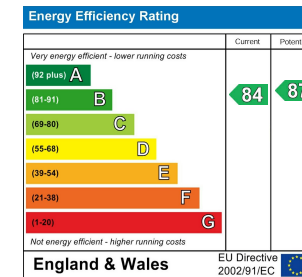 Energy Efficiency Rating
Current
Very energy efficient - lower running costs
(92 plus) A
(81-91) B
(69-80) C
(55-68) D
(39-54) E
(21-38) F
(1-20) G
84
Not energy efficient - higher running costs
England & Wales
EU Directive
2002/91/EC